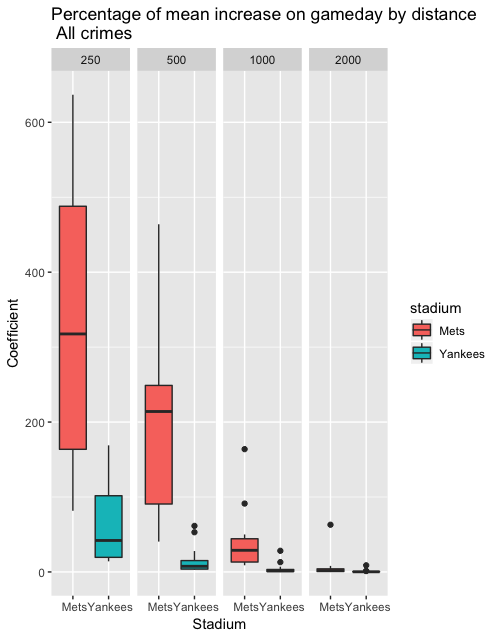 Percentage of mean increase on gameday by distance
All crimes
250 500 1000 2000
600
400
200
0
Coefficient
MetsYankees MetsYankees MetsYankees MetsYankees
Stadium
stadium
Mets
Yankees